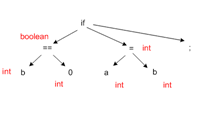 if
boolean
== = int ;
int b 0 a b
int int int